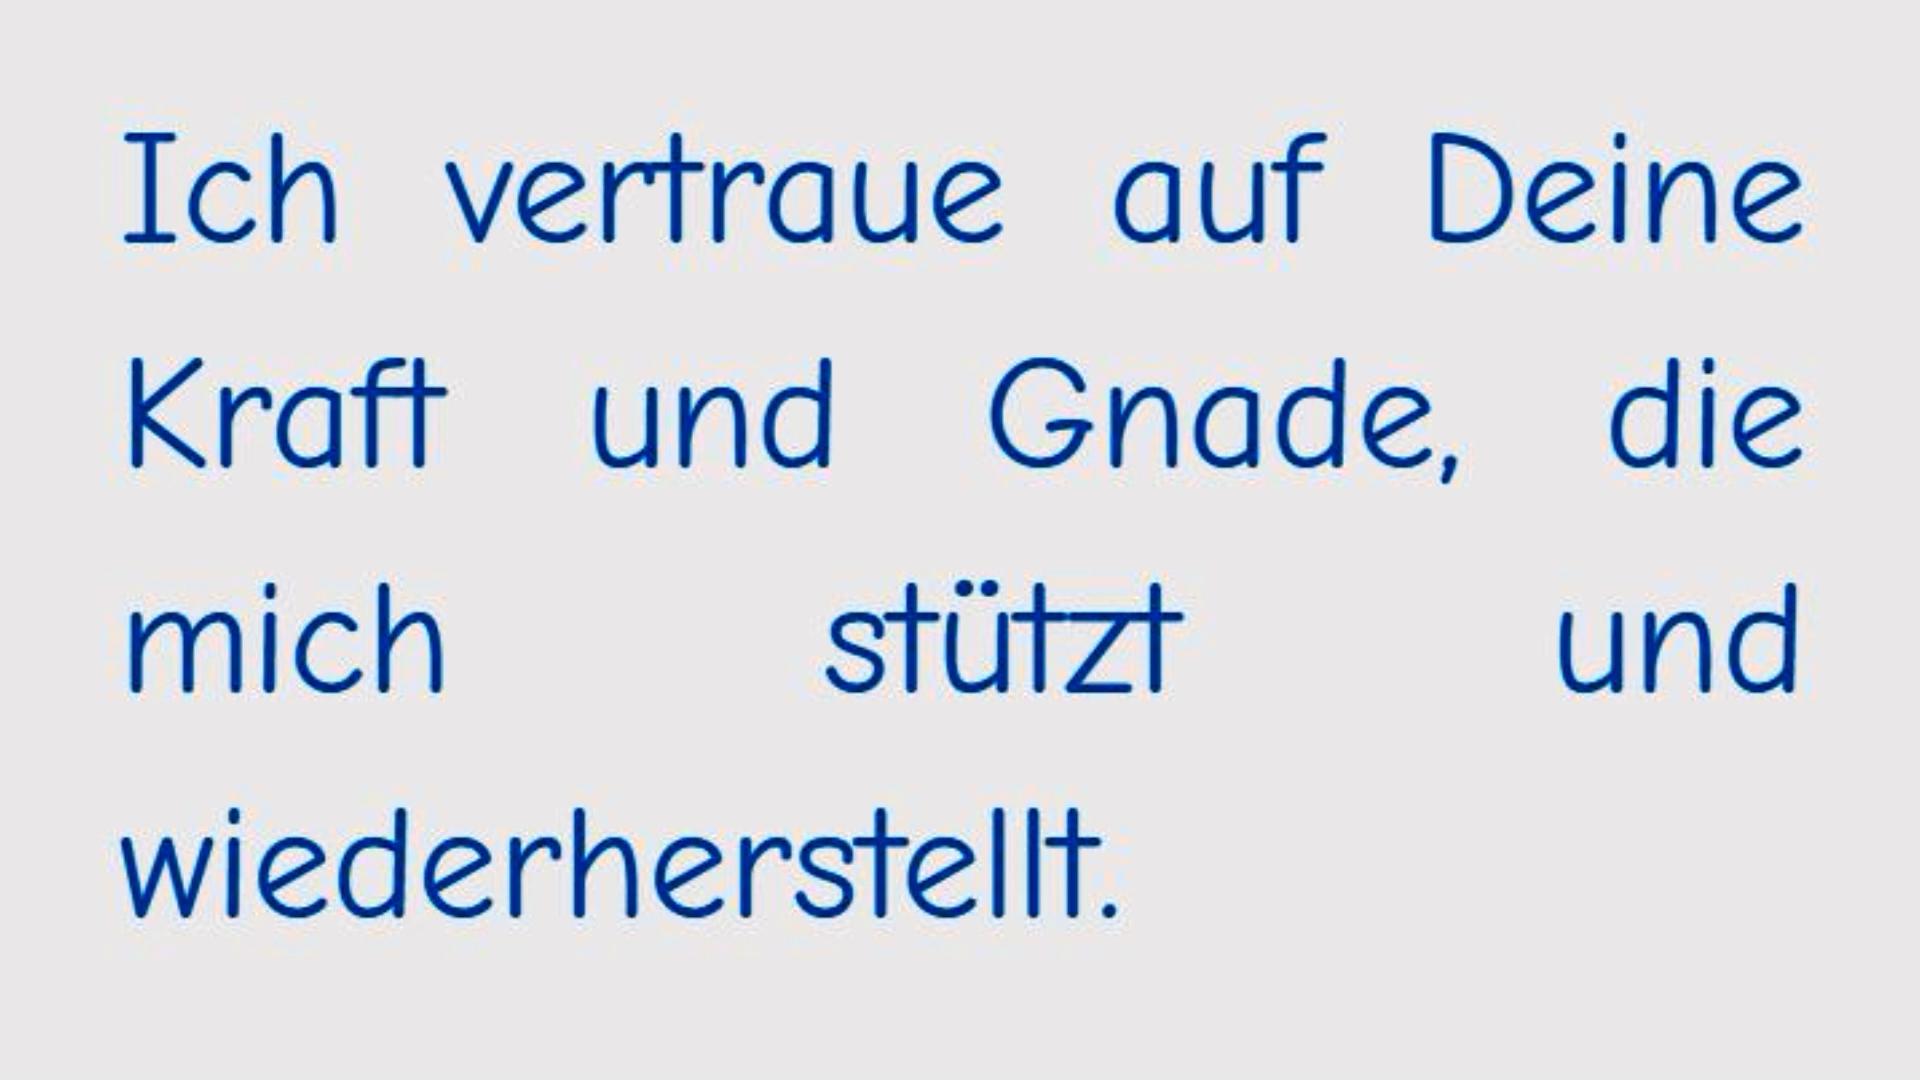 Ich vertraue auf Deine
Kraft und Gnade, die
mich stützt und
wiederherstellt.